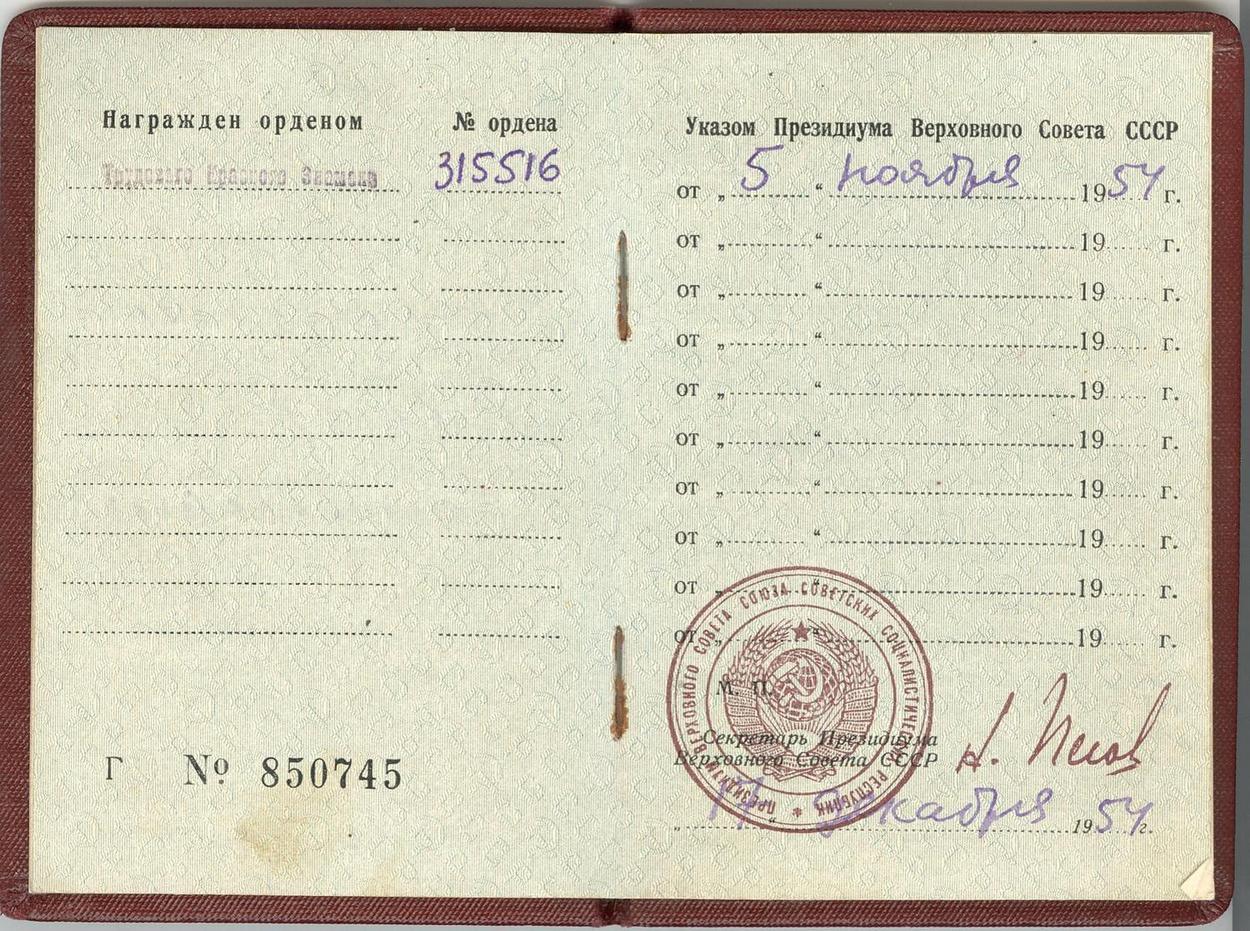 Награжден орденом № ордена
Трудового Красного Знамени 315516
Г № 850745
Указом Президиума Верховного Совета СССР
от „ 5 “ ноября 1954 г.
от „ “ 19 г.
от „ “ 19 г.
от „ “ 19 г.
от „ “ 19 г.
от „ “ 19 г.
от „ “ 19 г.
от „ “ 19 г.
от „ “ 19 г.
от „ “ 19 г.
М. П.
ПРЕЗИДИУМ ВЕРХОВНОГО СОВЕТА СОЮЗА СОВЕТСКИХ СОЦИАЛИСТИЧЕСКИХ РЕСПУБЛИК
Секретарь Президиума
Верховного Совета СССР
„ “ декабря 1954 г.